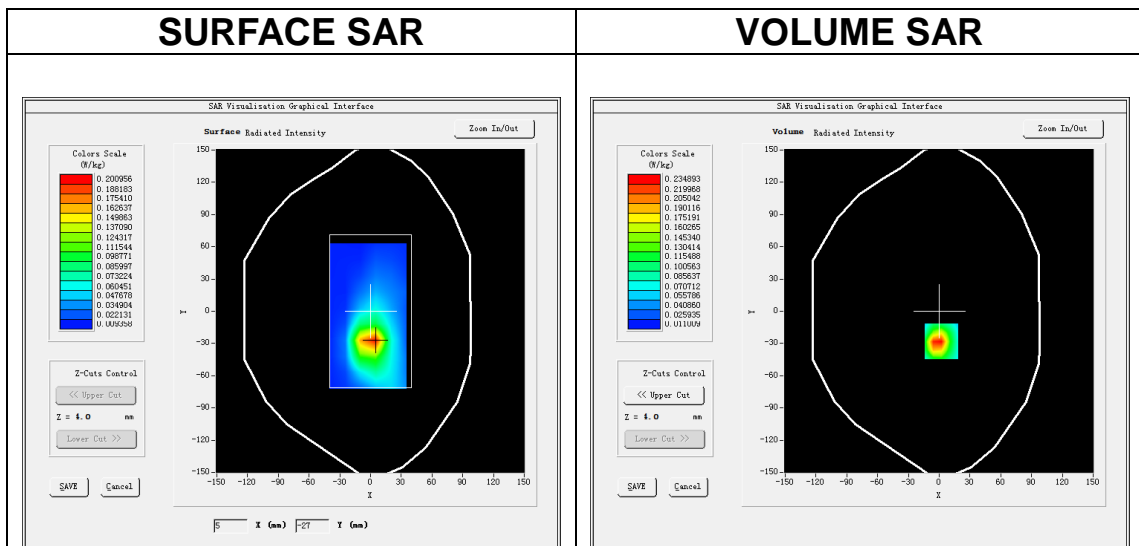 SURFACE SAR
VOLUME SAR
SAR Visualisation Graphical Interface
Surface Radiated Intensity
Zoom In/Out
Colors Scale
(W/kg)
0.200956
0.188183
0.175410
0.162637
0.149863
0.137090
0.124317
0.111544
0.098771
0.085997
0.073224
0.060451
0.047678
0.034904
0.022131
0.009358
Z-Cuts Control
<< Upper Cut
Z = 4.0 mm
Lower Cut >>
SAVE Cancel
150
120
90
60
30
0
-30
-60
-90
-120
-150
Y
-150 -120 -90 -60 -30 0 30 60 90 120 150
X
5 X (mm) -27 Y (mm)
SAR Visualisation Graphical Interface
Volume Radiated Intensity
Zoom In/Out
Colors Scale
(W/kg)
0.234893
0.219968
0.205042
0.190116
0.175191
0.160265
0.145340
0.130414
0.115488
0.100563
0.085637
0.070712
0.055786
0.040860
0.025935
0.011009
Z-Cuts Control
<< Upper Cut
Z = 4.0 mm
Lower Cut >>
SAVE Cancel
150
120
90
60
30
0
-30
-60
-90
-120
-150
Y
-150 -120 -90 -60 -30 0 30 60 90 120 150
X